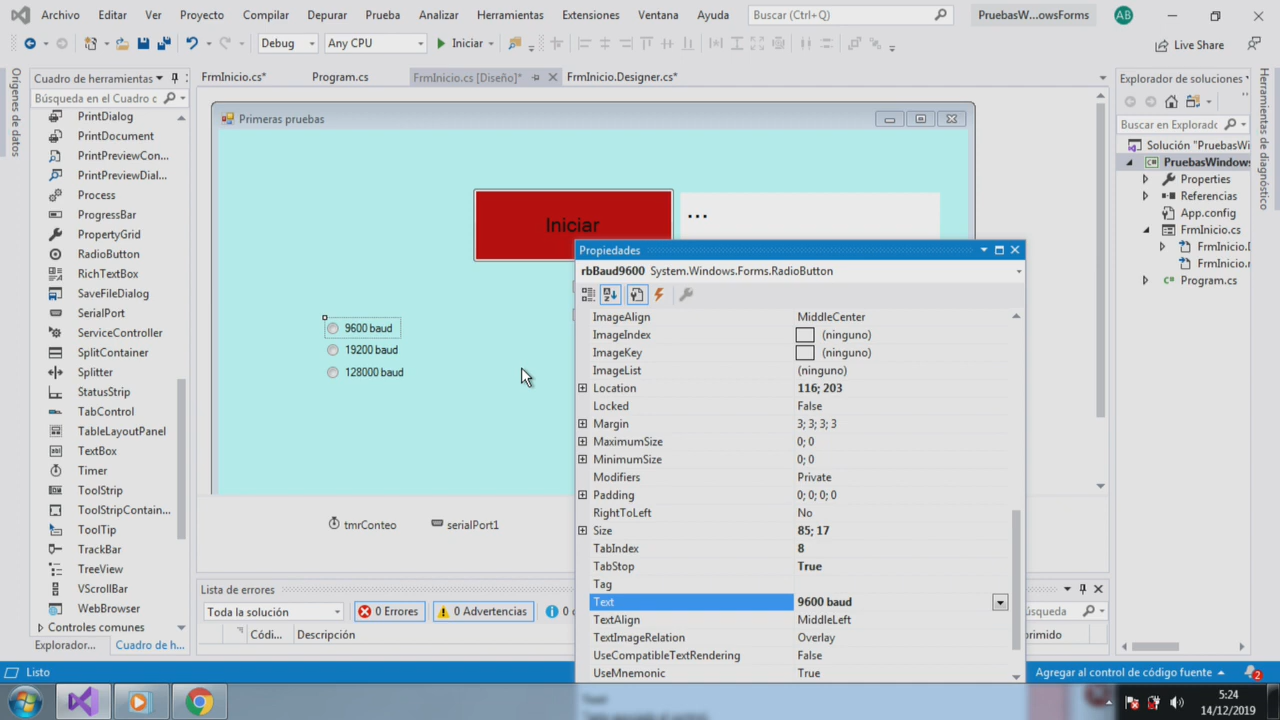 Archivo Editar Ver Proyecto Compilar Depurar Prueba Analizar Herramientas Extensiones Ventana Ayuda Buscar (Ctrl+Q) PruebasW...owsForms AB
Debug Any CPU Iniciar Live Share
Orígenes de datos
Cuadro de herramientas
Búsqueda en el Cuadro c
PrintDialog
PrintDocument
PrintPreviewCon...
PrintPreviewDial...
Process
ProgressBar
PropertyGrid
RadioButton
RichTextBox
SaveFileDialog
SerialPort
ServiceController
SplitContainer
Splitter
StatusStrip
TabControl
TableLayoutPanel
TextBox
Timer
ToolStrip
ToolStripContain...
ToolTip
TrackBar
TreeView
VScrollBar
WebBrowser
Controles comunes
Explorador... Cuadro de h...
FrmInicio.cs* Program.cs FrmInicio.cs [Diseño]* FrmInicio.Designer.cs*
Primeras pruebas
Iniciar
...
9600 baud
19200 baud
128000 baud
tmrConteo serialPort1
Propiedades
rbBaud9600 System.Windows.Forms.RadioButton
ImageAlign MiddleCenter
ImageIndex (ninguno)
ImageKey (ninguno)
ImageList (ninguno)
Location 116; 203
Locked False
Margin 3; 3; 3; 3
MaximumSize 0; 0
MinimumSize 0; 0
Modifiers Private
Padding 0; 0; 0; 0
RightToLeft No
Size 85; 17
TabIndex 8
TabStop True
Tag
Text 9600 baud
TextAlign MiddleLeft
TextImageRelation Overlay
UseCompatibleTextRendering False
UseMnemonic True
Lista de errores
Toda la solución 0 Errores 0 Advertencias 0 úsqueda
Códi... Descripción primido
Explorador de soluciones
Buscar en Explorado
Solución "PruebasWi
PruebasWindows
Properties
Referencias
App.config
FrmInicio.cs
FrmInicio.D
FrmInicio.r
Program.cs
Herramientas de diagnóstico
Listo Agregar al control de código fuente 2
5:24
14/12/2019